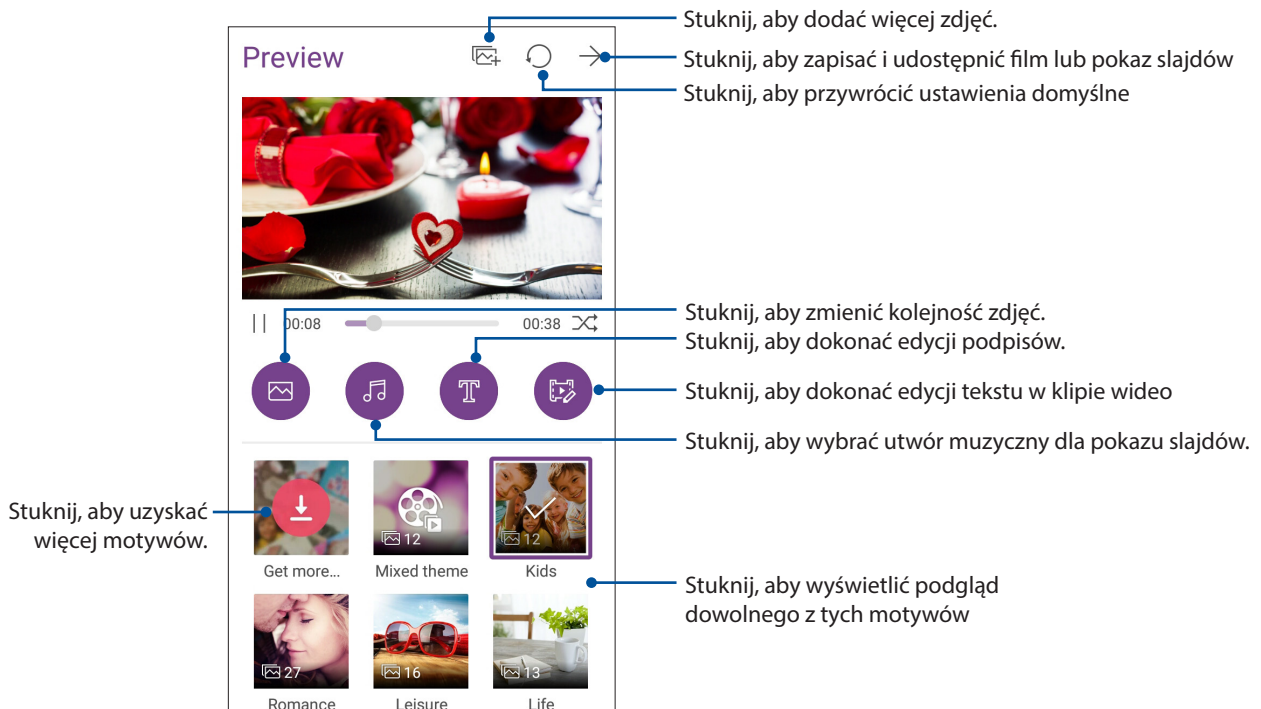 Stuknij, aby dodać więcej zdjęć.
Preview
Stuknij, aby zapisać i udostępnić film lub pokaz slajdów
Stuknij, aby przywrócić ustawienia domyślne
Stuknij, aby zmienić kolejność zdjęć.
00:08
00:38
Stuknij, aby dokonać edycji podpisów.
T
Stuknij, aby dokonać edycji tekstu w klipie wideo
Stuknij, aby wybrać utwór muzyczny dla pokazu slajdów.
Stuknij, aby uzyskać
więcej motywów.
12
12
Get more...
Mixed theme
Kids
Stuknij, aby wyświetlić podgląd
dowolnego z tych motywów
27
16
13
Romance
Leisure
Life